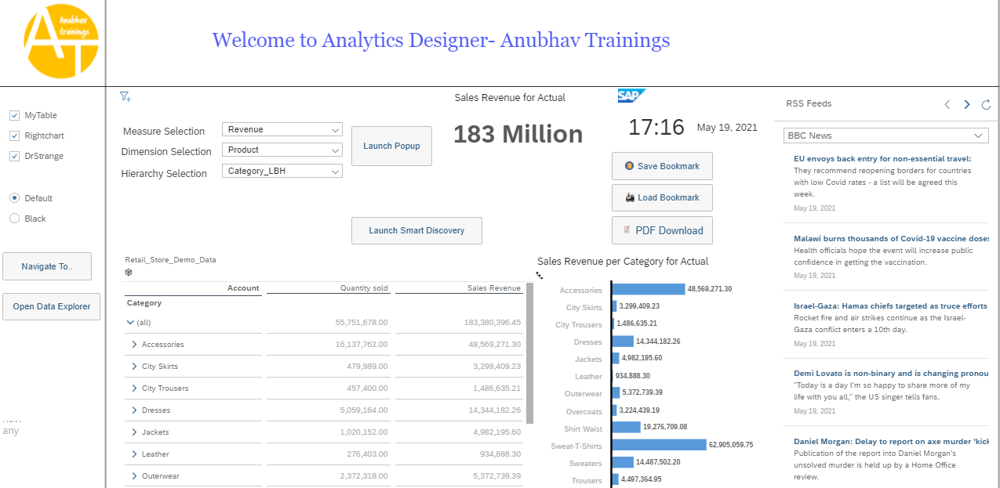 Anubhav
trainings
AT
Welcome to Analytics Designer- Anubhav Trainings
MyTable
Rightchart
DrStrange
Default
Black
Navigate To..
Open Data Explorer
any
Measure Selection
Revenue
Dimension Selection
Product
Hierarchy Selection
Category_LBH
Launch Popup
Launch Smart Discovery
Sales Revenue for Actual
183 Million
SAP
17:16
May 19, 2021
Save Bookmark
Load Bookmark
PDF Download
Retail_Store_Demo_Data
Account Quantity sold Sales Revenue
Category
(all) 55,751,678.00 183,380,396.45
Accessories 16,137,762.00 48,569,271.30
City Skirts 479,989.00 3,299,409.23
City Trousers 457,400.00 1,486,635.21
Dresses 5,059,164.00 14,344,182.26
Jackets 1,020,152.00 4,982,195.60
Leather 276,403.00 934,888.30
Outerwear 2,372,318.00 5,372,739.39
Sales Revenue per Category for Actual
Accessories 48,569,271.30
City Skirts 3,299,409.23
City Trousers 1,486,635.21
Dresses 14,344,182.26
Jackets 4,982,195.60
Leather 934,888.30
Outerwear 5,372,739.39
Overcoats 3,224,439.19
Shirt Waist 19,276,709.08
Sweat-T-Shirts 62,905,059.75
Sweaters 14,487,502.20
Trousers 4,497,364.95
RSS Feeds
BBC News
EU envoys back entry for non-essential travel:
They recommend reopening borders for countries
with low Covid rates - a list will be agreed this
week.
May 19, 2021
Malawi burns thousands of Covid-19 vaccine doses
Health officials hope the event will increase public
confidence in getting the vaccination.
May 19, 2021
Israel-Gaza: Hamas chiefs targeted as truce efforts
Rocket fire and air strikes continue as the Israel-
Gaza conflict enters a 10th day.
May 19, 2021
Demi Lovato is non-binary and is changing pronou
"Today is a day I'm so happy to share more of my
life with you all," the US singer tells fans.
May 19, 2021
Daniel Morgan: Delay to report on axe murder 'kick
Publication of the report into Daniel Morgan's
unsolved murder is held up by a Home Office
review.